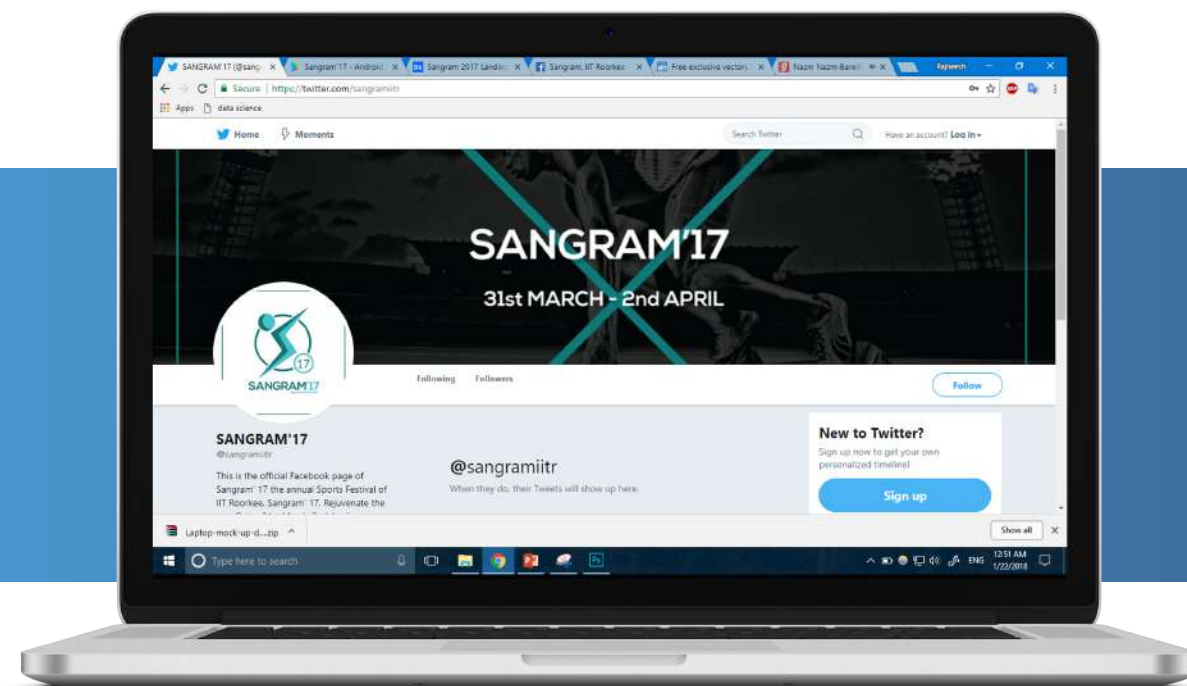 SANGRAM'17 (@sang
Sangram'17 - Android
Sangram 2017 Landin
Sangram, IIT Roorkee
Free exclusive vectors
Nazm Nazm-Bareil
Rajneesh
Secure https://twitter.com/sangramiitr
Apps data science
Home Moments Search Twitter Have an account? Log in
SANGRAM'17
31st MARCH - 2nd APRIL
17
SANGRAM'17
Following Followers Follow
SANGRAM'17
@sangramiitr
This is the official Facebook page of
Sangram' 17 the annual Sports Festival of
IIT Roorkee. Sangram' 17, Rejuvenate the
@sangramiitr
When they do, their Tweets will show up here.
New to Twitter?
Sign up now to get your own
personalized timeline!
Sign up
Laptop-mock-up-d...zip Show all
Type here to search ENG 12:51 AM
1/22/2018